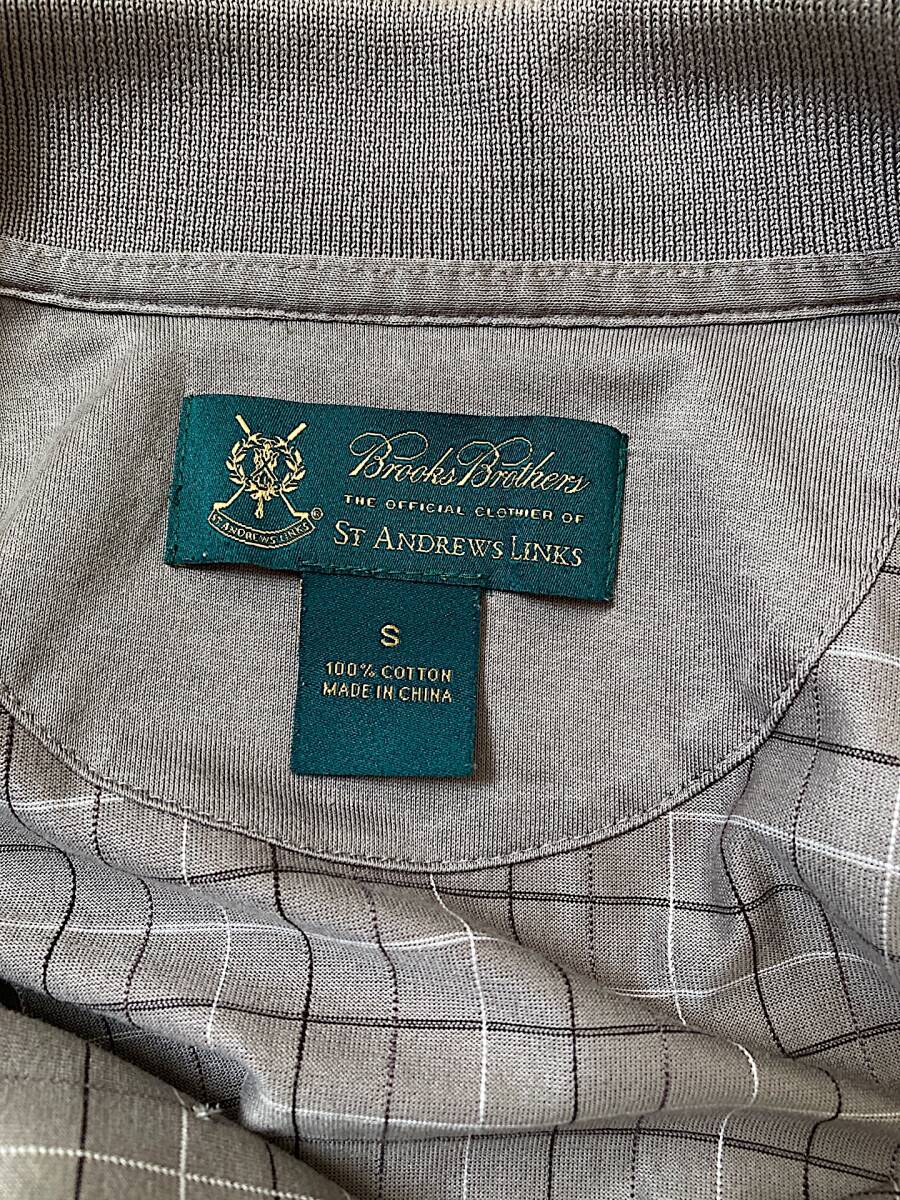 Brooks Brothers
THE OFFICIAL CLOTHIER OF
ST ANDREWS LINKS
ST ANDREWS LINKS ®
S
100% COTTON
MADE IN CHINA